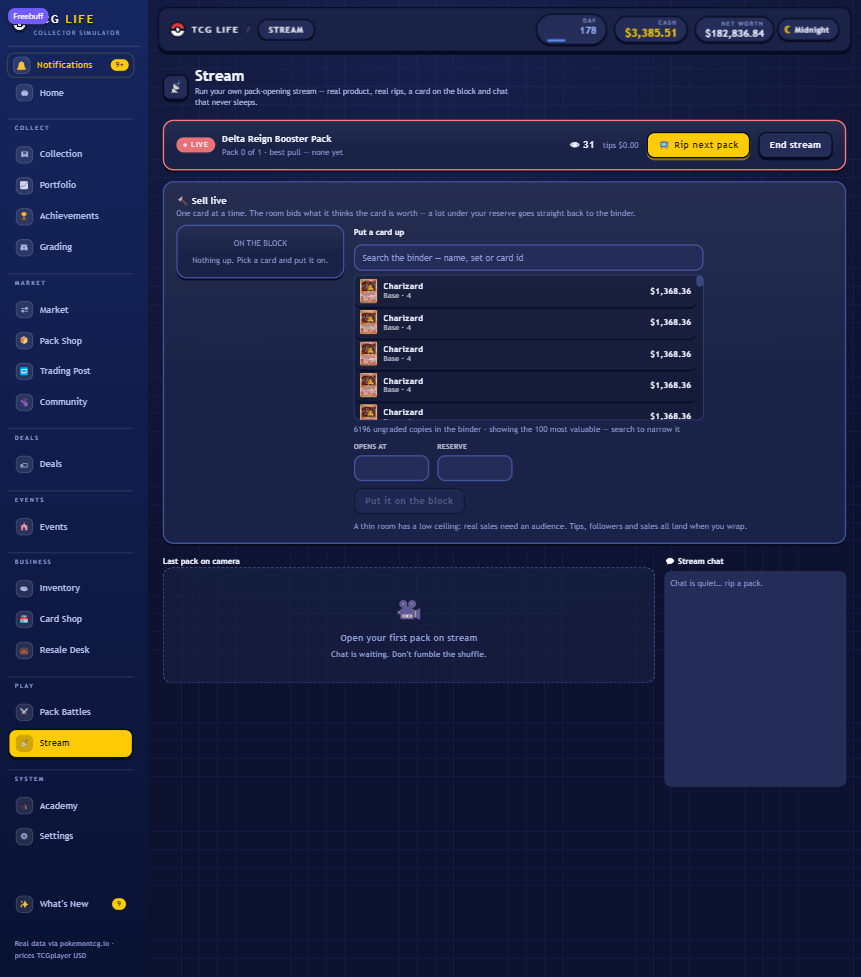 Freebuff
TCG LIFE
COLLECTOR SIMULATOR
Notifications 9+
Home
COLLECT
Collection
Portfolio
Achievements
Grading
MARKET
Market
Pack Shop
Trading Post
Community
DEALS
Deals
EVENTS
Events
BUSINESS
Inventory
Card Shop
Resale Desk
PLAY
Pack Battles
Stream
SYSTEM
Academy
Settings
What's New 9
Real data via pokemontcg.io ·
prices TCGplayer USD
TCG LIFE / STREAM
DAY
178
CASH
$3,385.51
NET WORTH
$182,836.84
Midnight
Stream
Run your own pack-opening stream — real product, real rips, a card on the block and chat
that never sleeps.
LIVE
Delta Reign Booster Pack
Pack 0 of 1 · best pull — none yet
31 tips $0.00
Rip next pack
End stream
Sell live
One card at a time. The room bids what it thinks the card is worth — a lot under your reserve goes straight back to the binder.
ON THE BLOCK
Nothing up. Pick a card and put it on.
Put a card up
Search the binder — name, set or card id
Charizard
Base · 4
$1,368.36
Charizard
Base · 4
$1,368.36
Charizard
Base · 4
$1,368.36
Charizard
Base · 4
$1,368.36
Charizard
$1,368.36
6196 ungraded copies in the binder · showing the 100 most valuable — search to narrow it
OPENS AT
RESERVE
Put it on the block
A thin room has a low ceiling: real sales need an audience. Tips, followers and sales all land when you wrap.
Last pack on camera
Open your first pack on stream
Chat is waiting. Don't fumble the shuffle.
Stream chat
Chat is quiet… rip a pack.